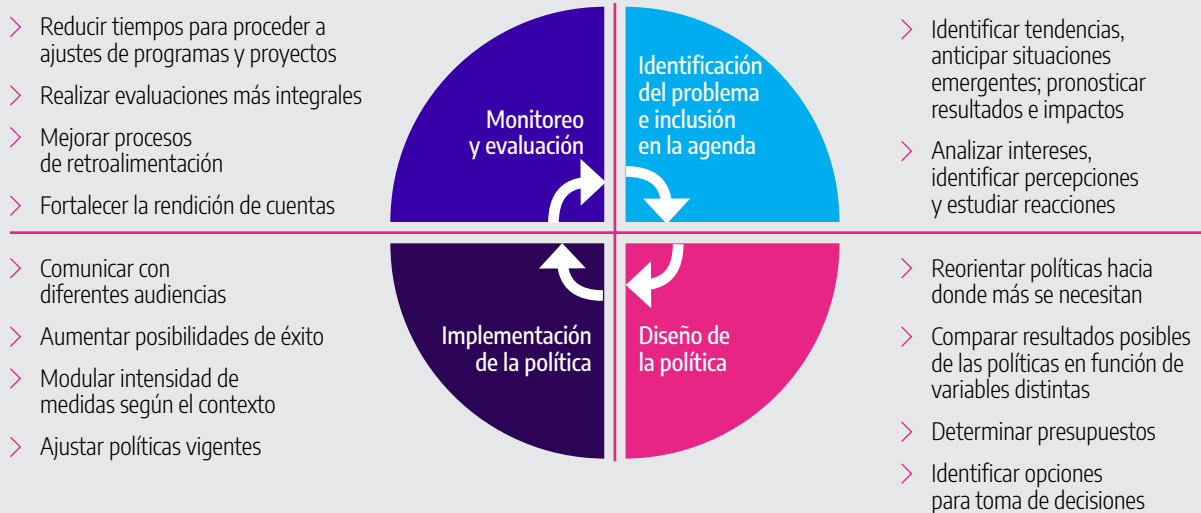 Reducir tiempos para proceder a
ajustes de programas y proyectos
Realizar evaluaciones más integrales
Mejorar procesos
de retroalimentación
Fortalecer la rendición de cuentas
Monitoreo
y evaluación
Identificación
del problema
e inclusión
en la agenda
Identificar tendencias,
anticipar situaciones
emergentes; pronosticar
resultados e impactos
Analizar intereses,
identificar percepciones
y estudiar reacciones
Comunicar con
diferentes audiencias
Aumentar posibilidades de éxito
Modular intensidad de
medidas según el contexto
Ajustar políticas vigentes
Implementación
de la política
Diseño de
la política
Reorientar políticas hacia
donde más se necesitan
Comparar resultados posibles
de las políticas en función de
variables distintas
Determinar presupuestos
Identificar opciones
para toma de decisiones